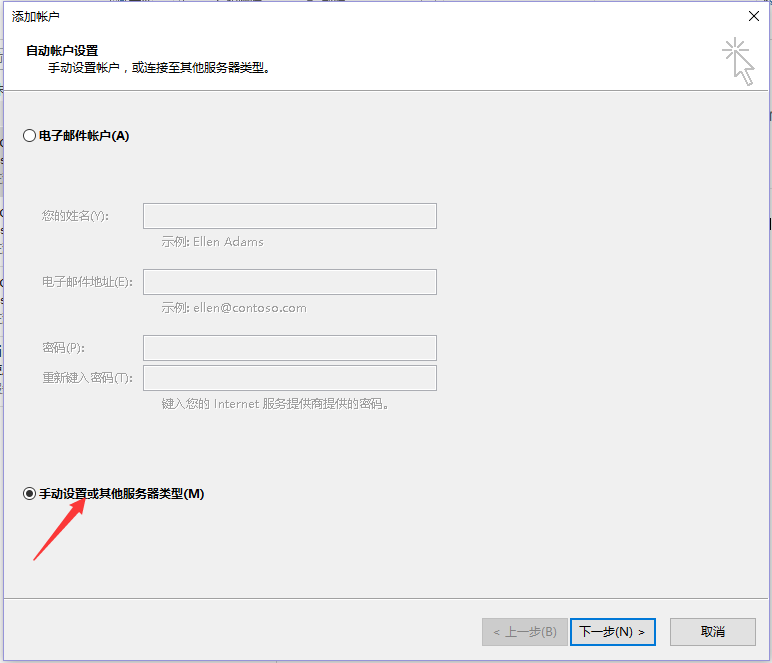 添加帐户
自动帐户设置
手动设置帐户，或连接至其他服务器类型。
电子邮件帐户(A)
您的姓名(Y):
示例: Ellen Adams
电子邮件地址(E):
示例: ellen@contoso.com
密码(P):
重新键入密码(T):
键入您的 Internet 服务提供商提供的密码。
手动设置或其他服务器类型(M)
< 上一步(B)
下一步(N) >
取消